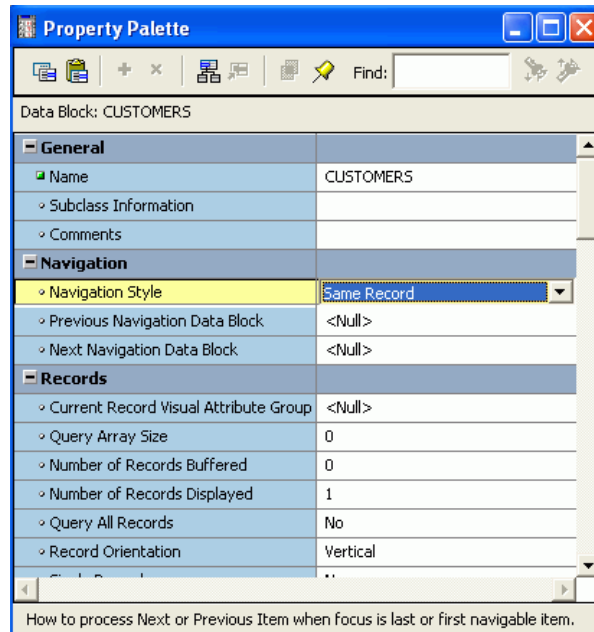 Property Palette
Find:
Data Block: CUSTOMERS
General
Name CUSTOMERS
Subclass Information
Comments
Navigation
Navigation Style Same Record
Previous Navigation Data Block <Null>
Next Navigation Data Block <Null>
Records
Current Record Visual Attribute Group <Null>
Query Array Size 0
Number of Records Buffered 0
Number of Records Displayed 1
Query All Records No
Record Orientation Vertical
How to process Next or Previous Item when focus is last or first navigable item.